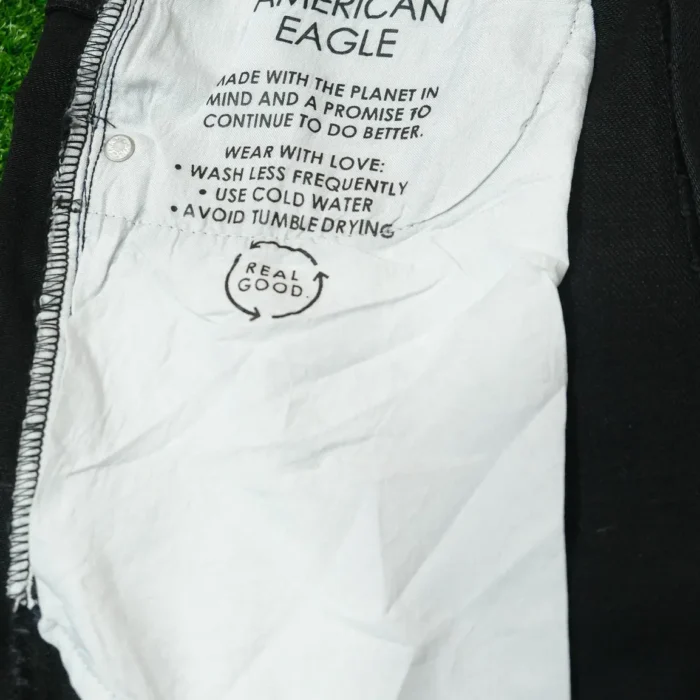 AMERICAN
EAGLE
MADE WITH THE PLANET IN
MIND AND A PROMISE TO
CONTINUE TO DO BETTER.
WEAR WITH LOVE:
• WASH LESS FREQUENTLY
• USE COLD WATER
• AVOID TUMBLE DRYING
REAL
GOOD.